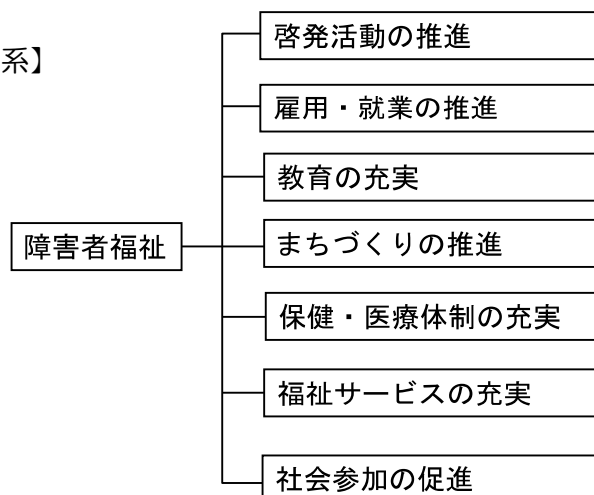 系】
障害者福祉
啓発活動の推進
雇用・就業の推進
教育の充実
まちづくりの推進
保健・医療体制の充実
福祉サービスの充実
社会参加の促進